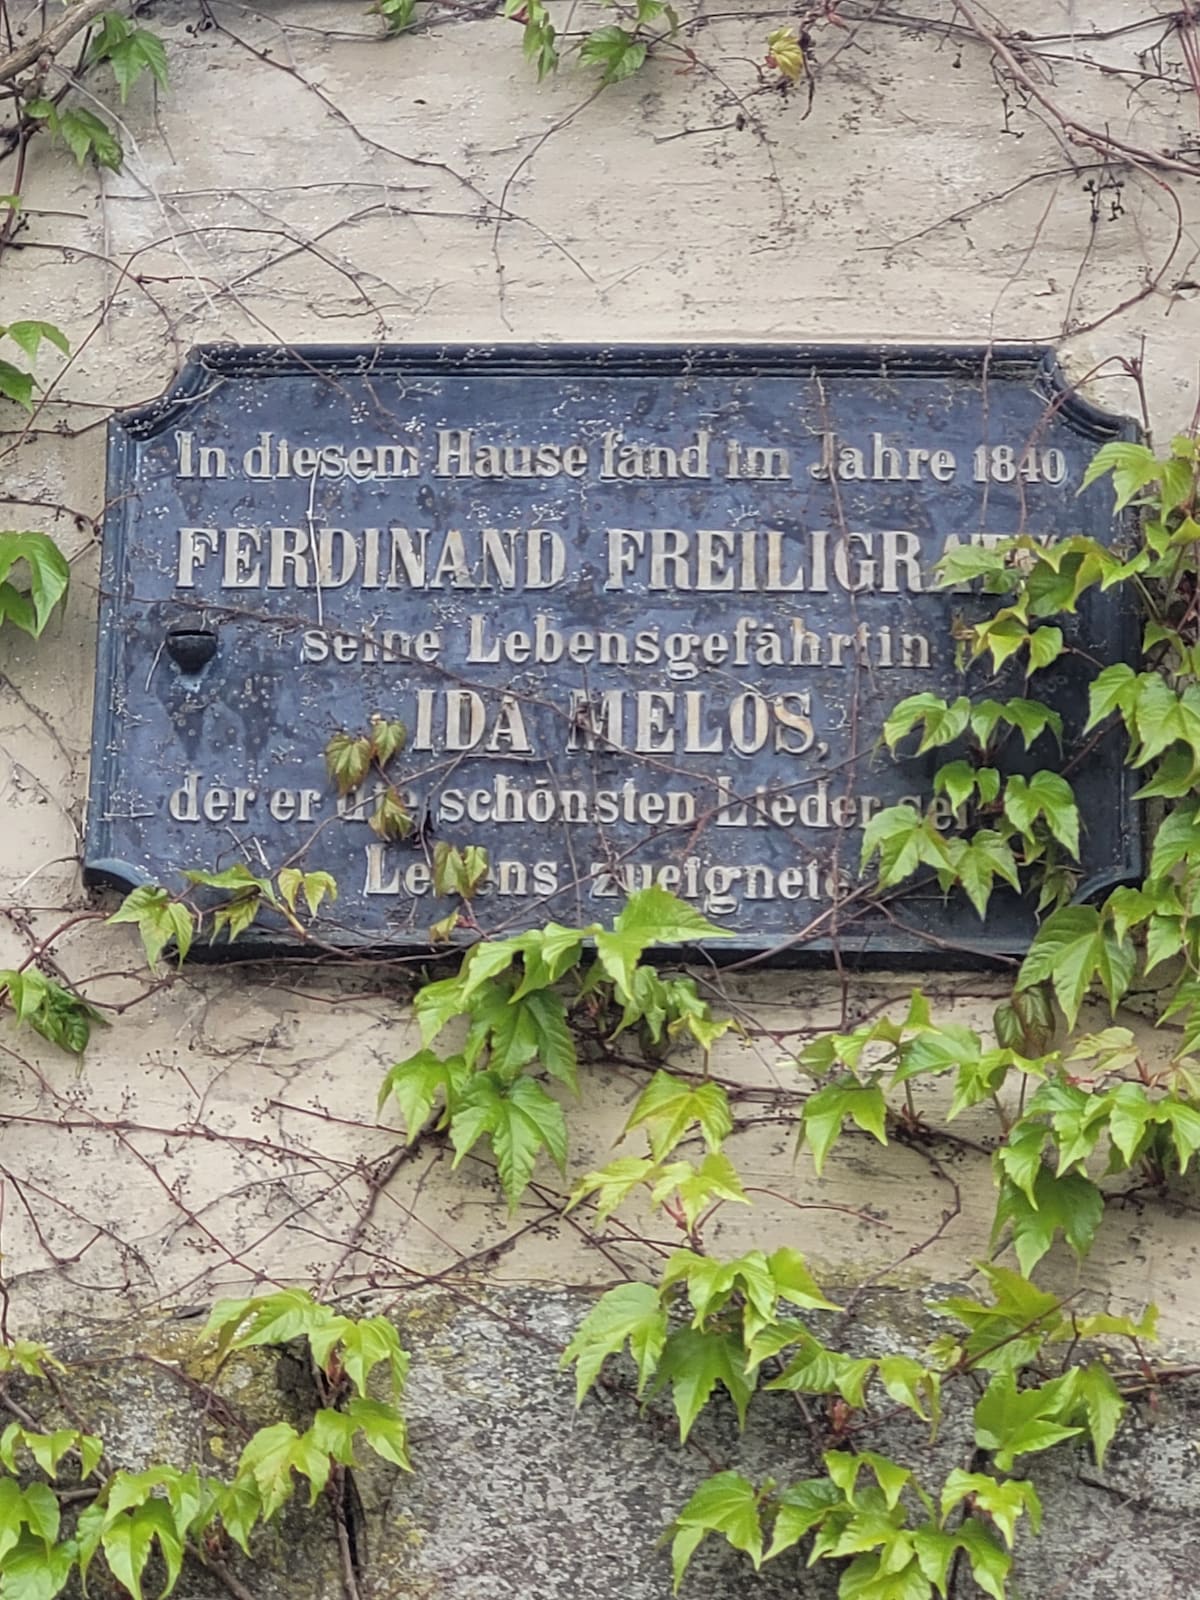 In diesem Hause fand im Jahre 1840
FERDINAND FREILIGRATH
seine Lebensgefährtin
IDA MELOS,
der er die schönsten Lieder
Lebens zueignete